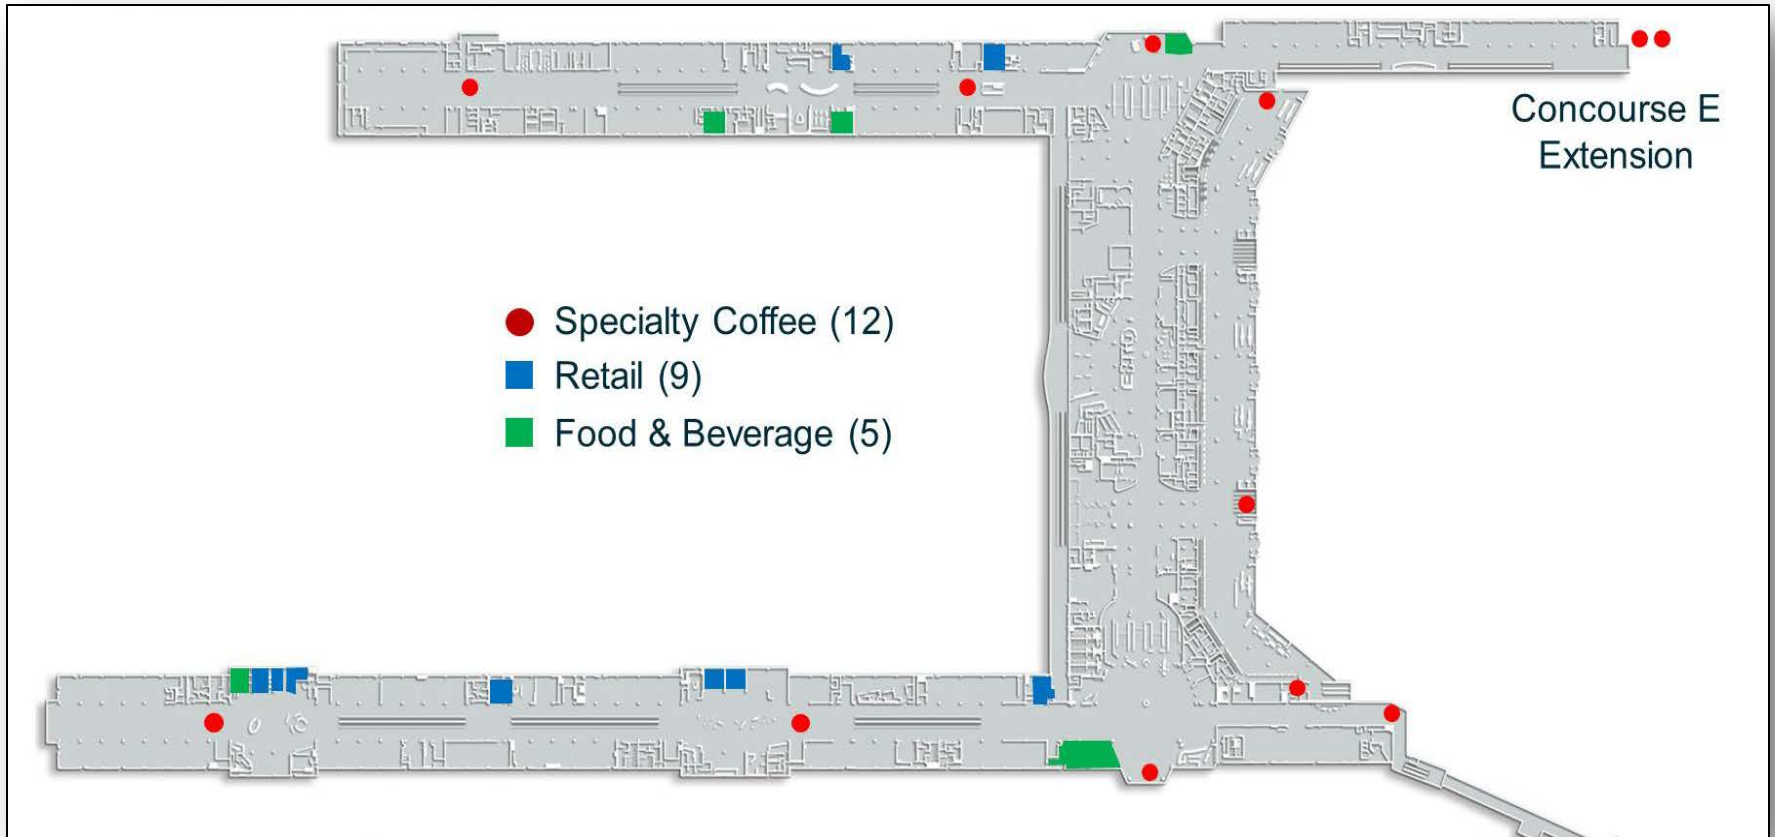 Concourse E
Extension
Specialty Coffee (12)
Retail (9)
Food & Beverage (5)